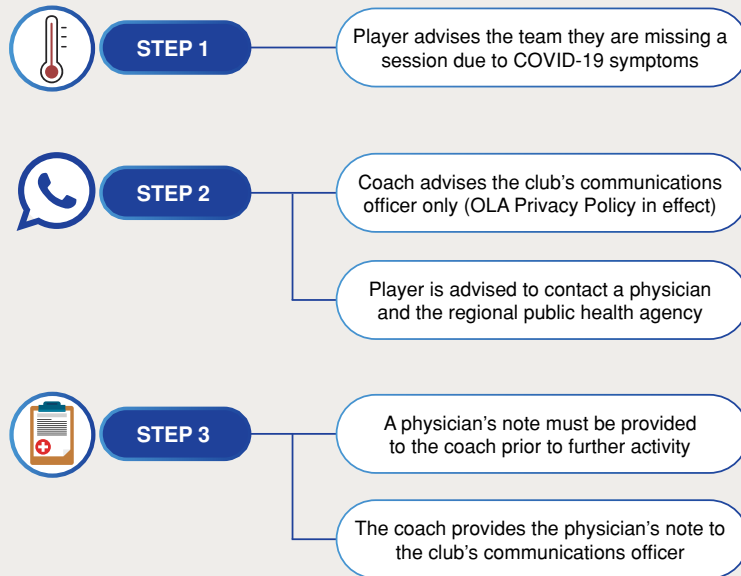 STEP 1
Player advises the team they are missing a
session due to COVID-19 symptoms
STEP 2
Coach advises the club’s communications
officer only (OLA Privacy Policy in effect)
Player is advised to contact a physician
and the regional public health agency
STEP 3
A physician’s note must be provided
to the coach prior to further activity
The coach provides the physician’s note to
the club’s communications officer